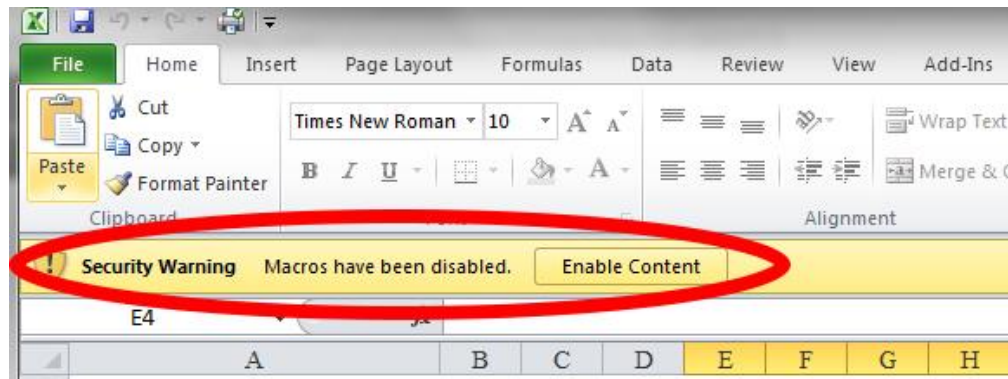 File Home Insert Page Layout Formulas Data Review View Add-Ins
Cut
Times New Roman 10 A A Wrap Text
Copy
Paste
B I U A Merge &
Format Painter
Clipboard Alignment
Security Warning Macros have been disabled. Enable Content
E4
A B C D E F G H